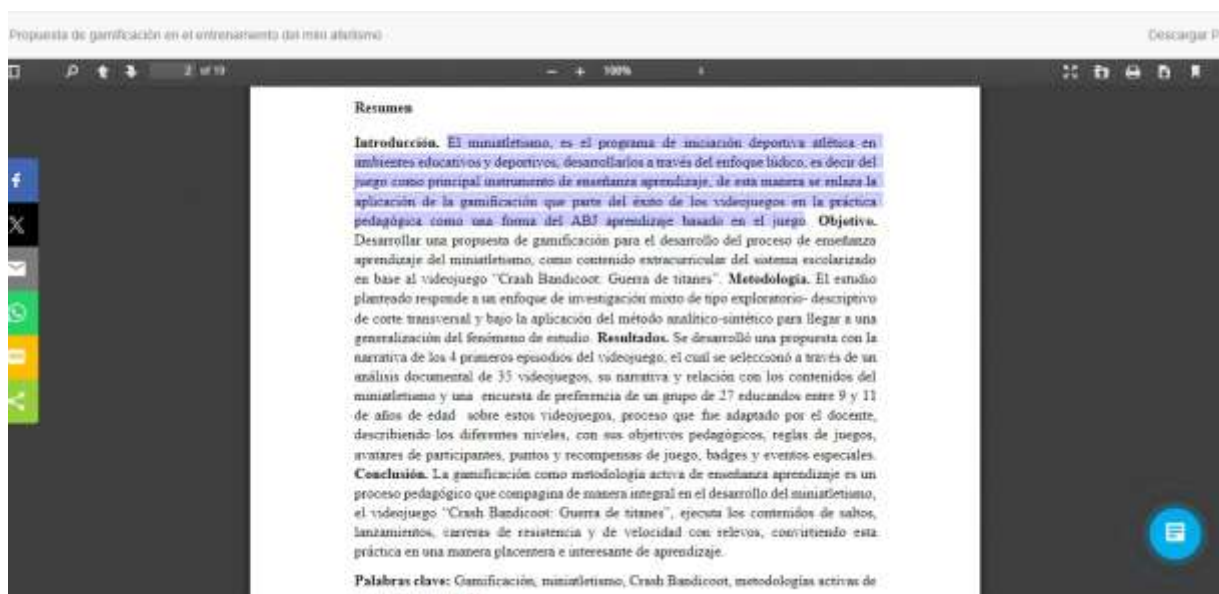 Propuesta de gamificación en el entrenamiento del mini atletismo
Descargar P
2 of 19
− + 100%
Resumen
Introducción. El miniatletismo, es el programa de iniciación deportiva atlética en
ambientes educativos y deportivos, desarrollarlos a través del enfoque lúdico, es decir del
juego como principal instrumento de enseñanza aprendizaje, de esta manera se enlaza la
aplicación de la gamificación que parte del éxito de los videojuegos en la práctica
pedagógica como una forma del ABJ aprendizaje basado en el juego. Objetivo.
Desarrollar una propuesta de gamificación para el desarrollo del proceso de enseñanza
aprendizaje del miniatletismo, como contenido extracurricular del sistema escolarizado
en base al videojuego “Crash Bandicoot: Guerra de titanes”. Metodología. El estudio
planteado responde a un enfoque de investigación mixto de tipo exploratorio- descriptivo
de corte transversal y bajo la aplicación del método analítico-sintético para llegar a una
generalización del fenómeno de estudio. Resultados. Se desarrolló una propuesta con la
narrativa de los 4 primeros episodios del videojuego, el cual se seleccionó a través de un
análisis documental de 35 videojuegos, su narrativa y relación con los contenidos del
miniatletismo y una encuesta de preferencia de un grupo de 27 educandos entre 9 y 11
de años de edad sobre estos videojuegos, proceso que fue adaptado por el docente,
describiendo los diferentes niveles, con sus objetivos pedagógicos, reglas de juegos,
avatares de participantes, puntos y recompensas de juego, badges y eventos especiales.
Conclusión. La gamificación como metodología activa de enseñanza aprendizaje es un
proceso pedagógico que compagina de manera integral en el desarrollo del miniatletismo,
el videojuego “Crash Bandicoot: Guerra de titanes”, ejecuta los contenidos de saltos,
lanzamientos, carreras de resistencia y de velocidad con relevos, convirtiendo esta
práctica en una manera placentera e interesante de aprendizaje.
Palabras clave: Gamificación, miniatletismo, Crash Bandicoot, metodologías activas de